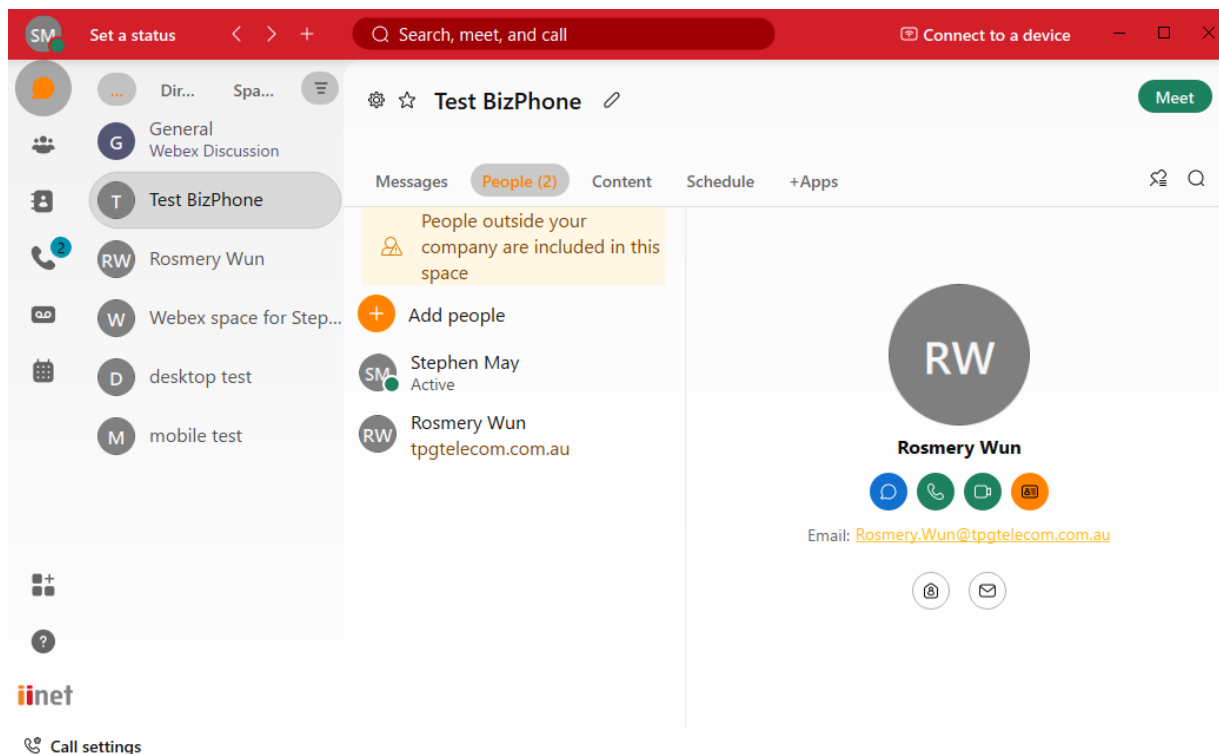 SM Set a status Search, meet, and call Connect to a device
... Dir... Spa...
G General
Webex Discussion
T Test BizPhone
2
RW Rosmery Wun
W Webex space for Step...
D desktop test
M mobile test
?
iinet
Call settings
Test BizPhone Meet
Messages People (2) Content Schedule +Apps
People outside your
company are included in this
space
Add people
SM Stephen May
Active
RW Rosmery Wun
tpgtelecom.com.au
RW
Rosmery Wun
Email: Rosmery.Wun@tpgtelecom.com.au